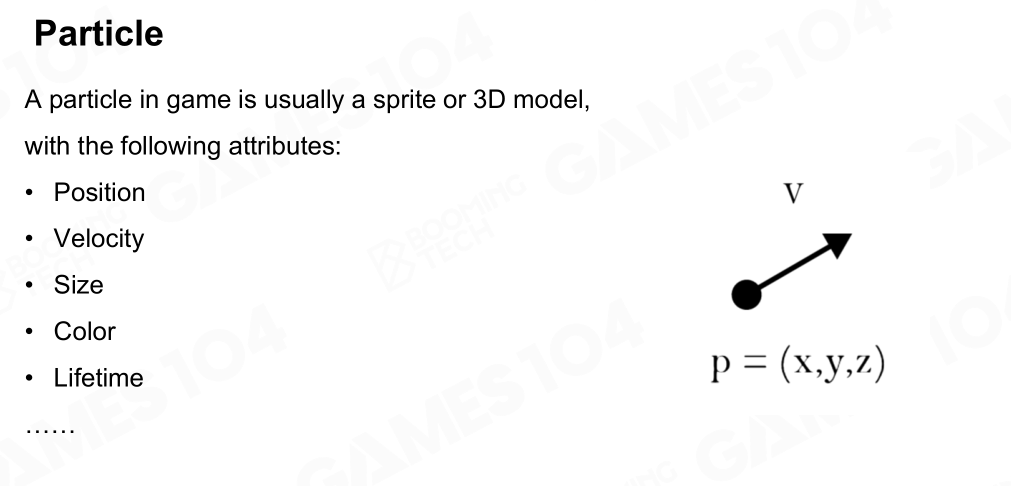 Particle
A particle in game is usually a sprite or 3D model,
with the following attributes:
• Position
• Velocity
• Size
• Color
• Lifetime
……
v
p = (x,y,z)
GAMES104
BOOMING
TECH